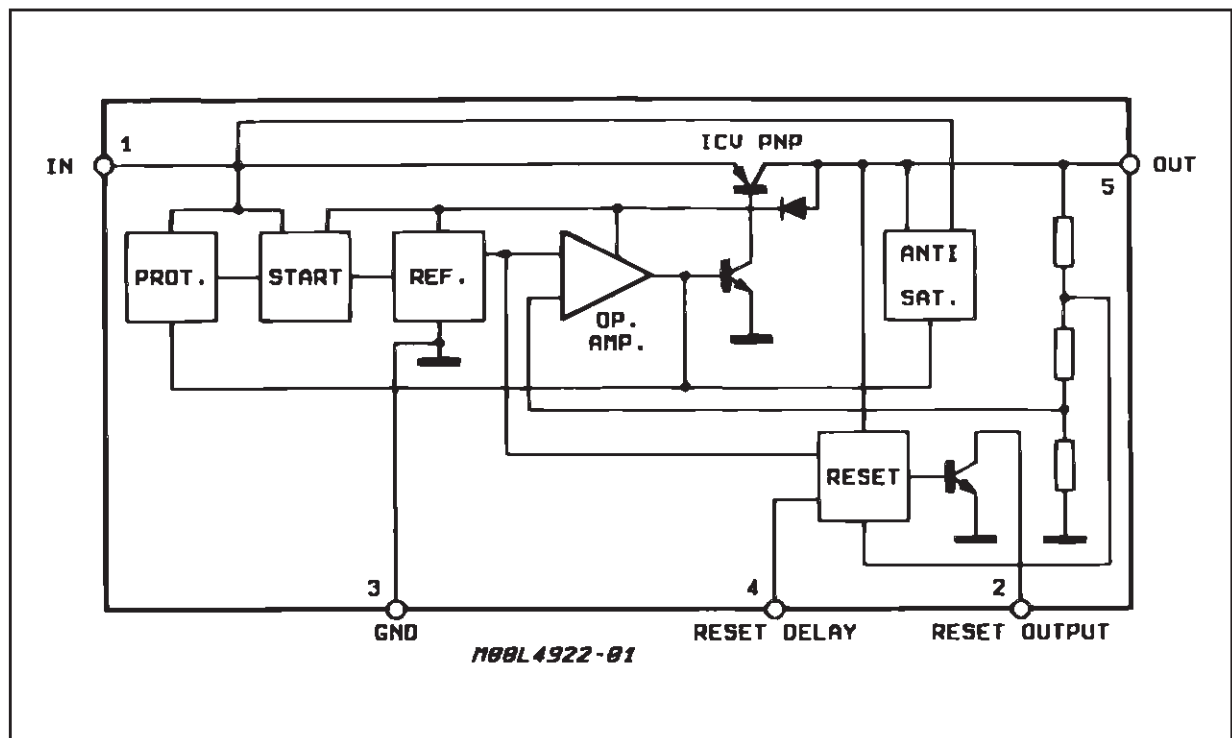 ICV PNP
IN
1
OUT
5
PROT.
START
REF.
OP.
AMP.
ANTI
SAT.
RESET
3
4
2
GND
RESET DELAY
RESET OUTPUT
M88L4922-01